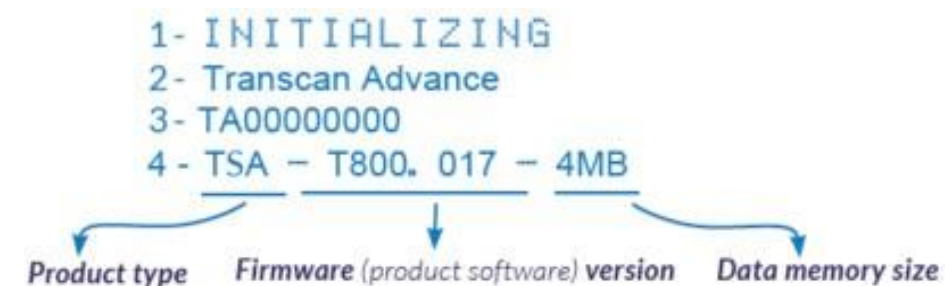 1- INITIALIZING
2- Transcan Advance
3- TA00000000
4 - TSA - T800. 017 - 4MB
Product type Firmware (product software) version Data memory size